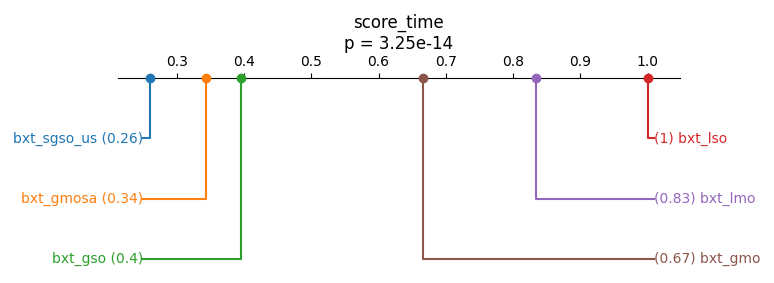 score_time
p = 3.25e-14
0.3 0.4 0.5 0.6 0.7 0.8 0.9 1.0
bxt_sgso_us (0.26) (1) bxt_lso
bxt_gmosa (0.34) (0.83) bxt_lmo
bxt_gso (0.4) (0.67) bxt_gmo